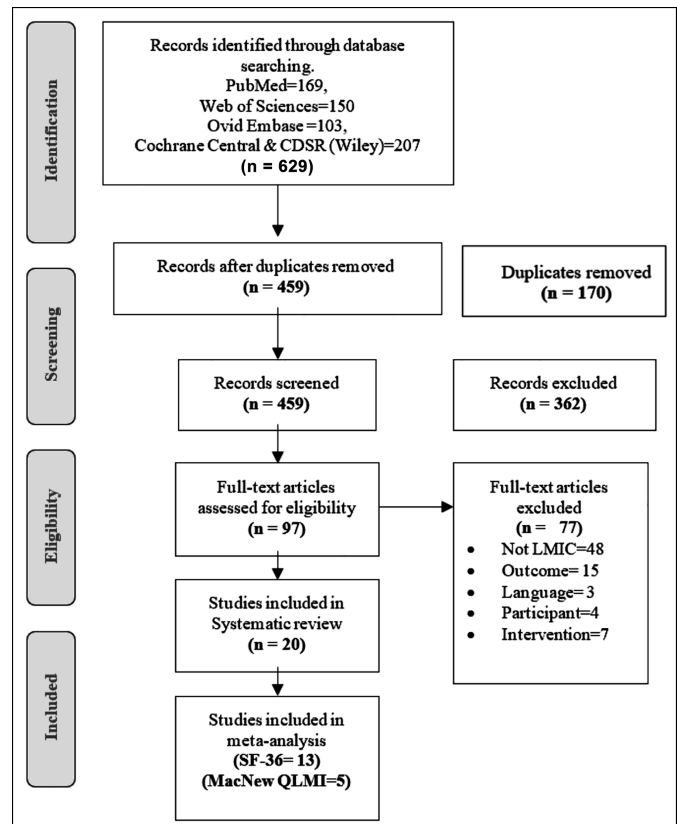 Identification
Records identified through database
searching.
PubMed=169,
Web of Sciences=150
Ovid Embase =103,
Cochrane Central & CDSR (Wiley)=207
(n = 629)
Screening
Records after duplicates removed
(n = 459)
Duplicates removed
(n = 170)
Records screened
(n = 459)
Records excluded
(n = 362)
Eligibility
Full-text articles
assessed for eligibility
(n = 97)
Full-text articles
excluded
(n = 77)
• Not LMIC=48
• Outcome= 15
• Language= 3
• Participant=4
• Intervention=7
Studies included in
Systematic review
(n = 20)
Included
Studies included in
meta-analysis
(SF-36= 13)
(MacNew QLMI=5)